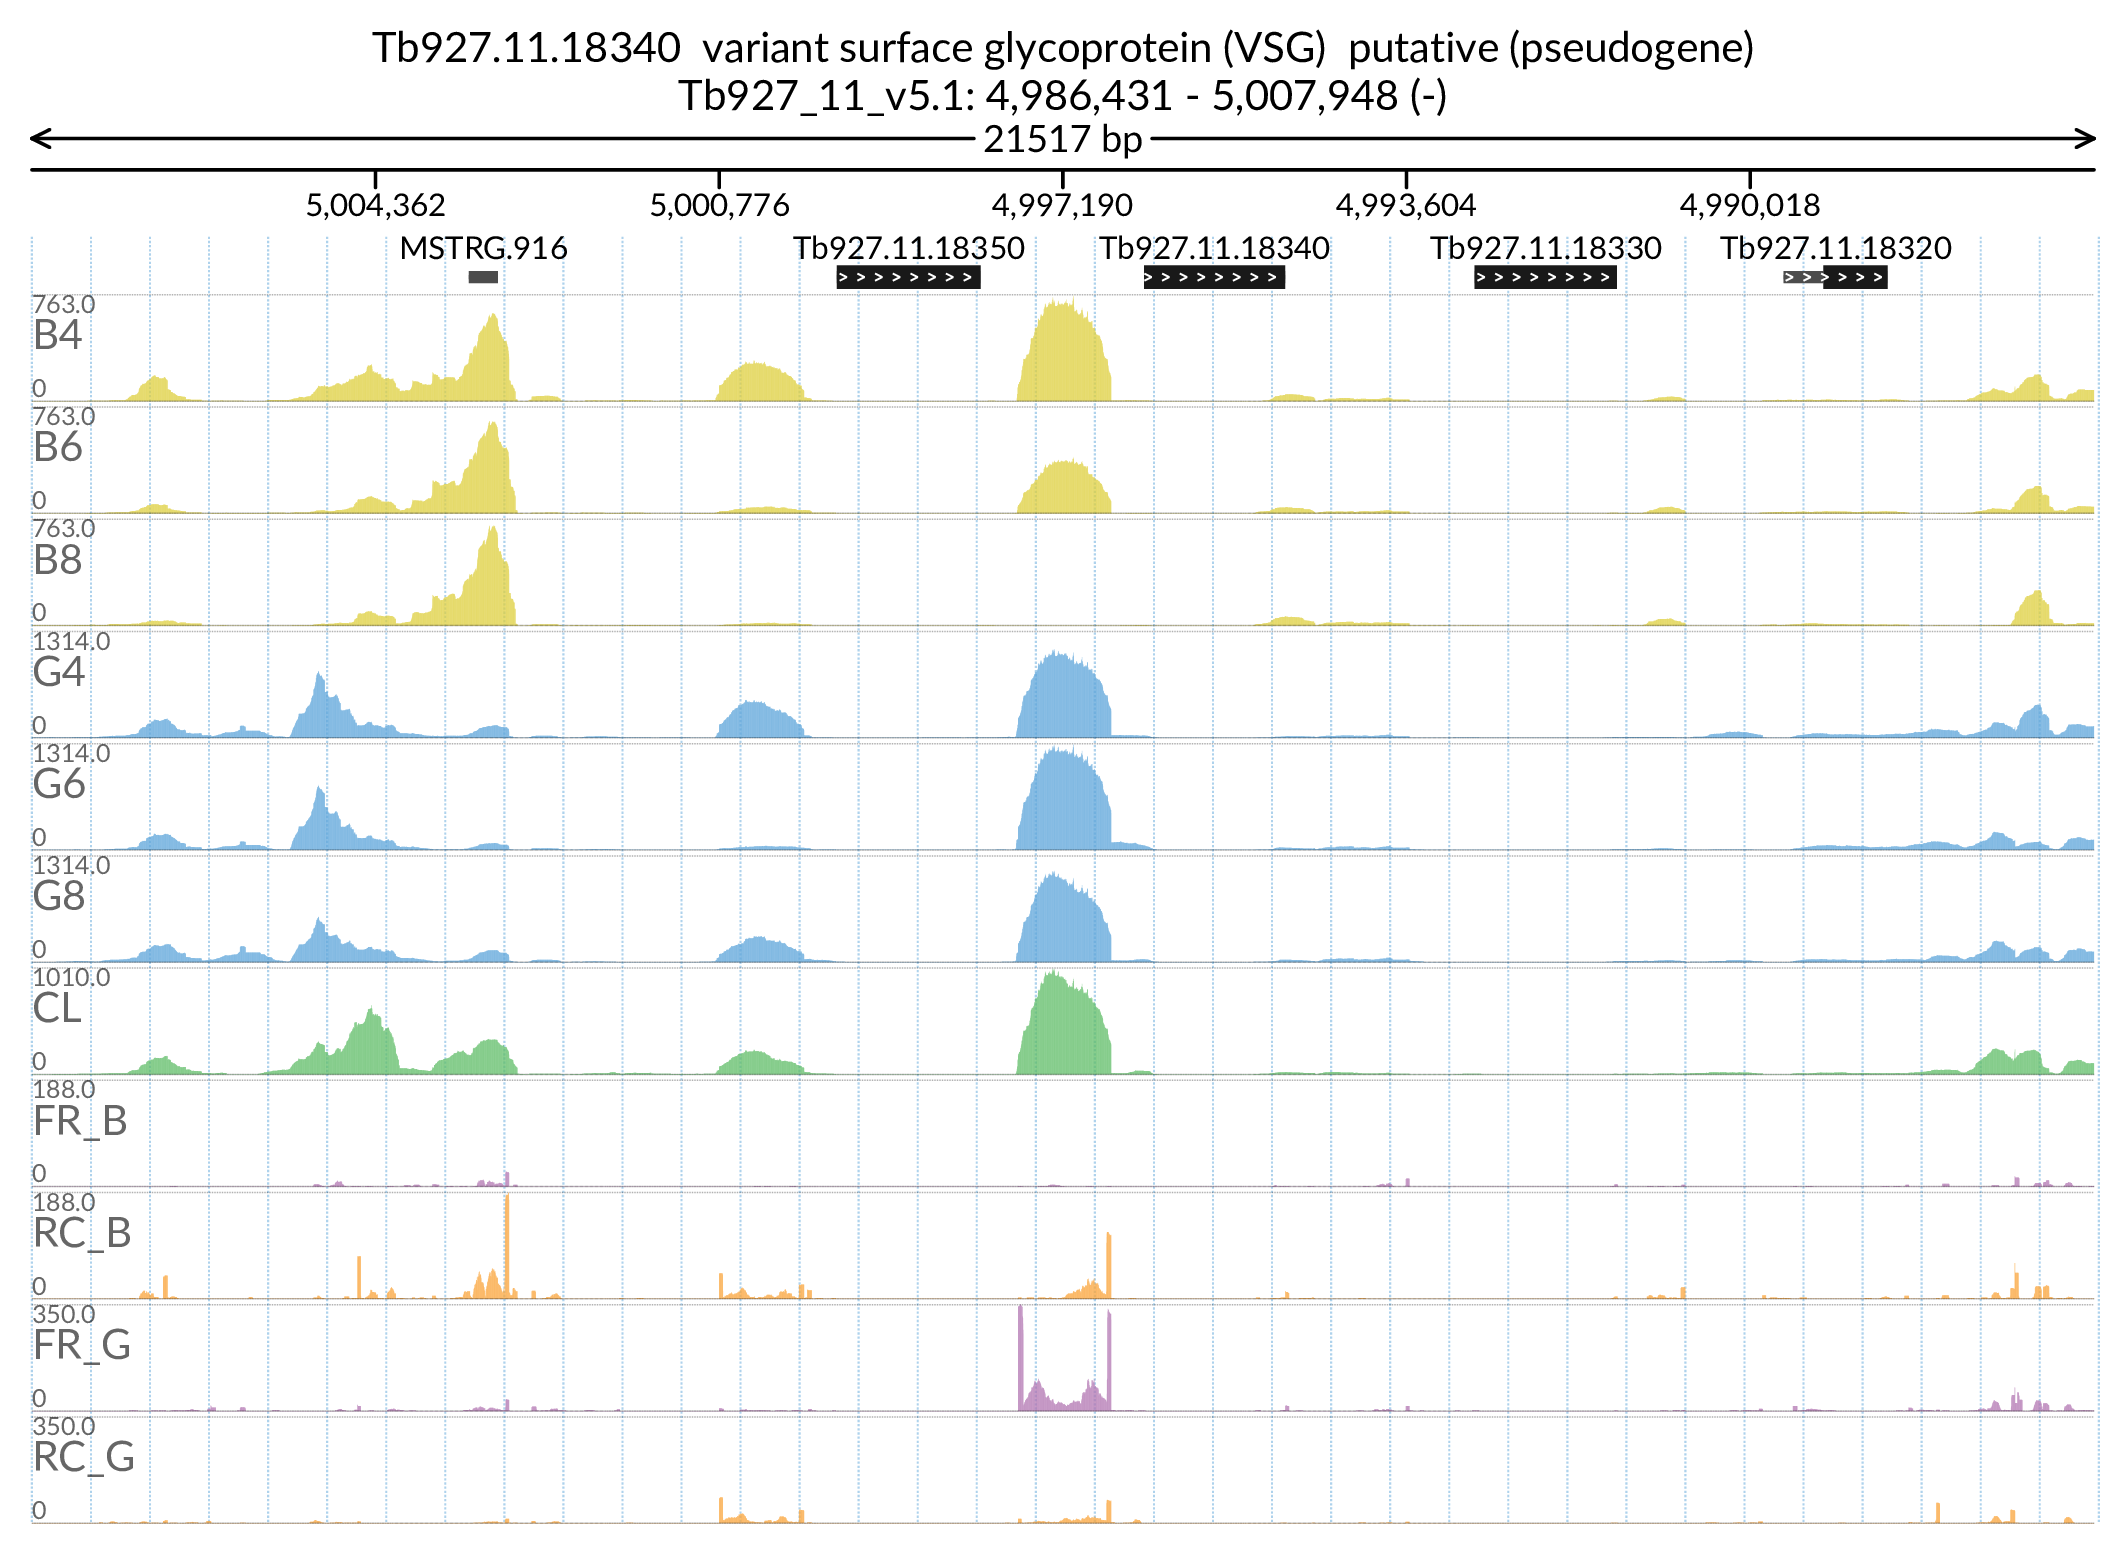 Tb927.11.18340 variant surface glycoprotein (VSG) putative (pseudogene)
Tb927_11_v5.1: 4,986,431 - 5,007,948 (-)
21517 bp
5,004,362 5,000,776 4,997,190 4,993,604 4,990,018
MSTRG.916 Tb927.11.18350 Tb927.11.18340 Tb927.11.18330 Tb927.11.18320
763.0
B4
0
763.0
B6
0
763.0
B8
0
1314.0
G4
0
1314.0
G6
0
1314.0
G8
0
1010.0
CL
0
188.0
FR_B
0
188.0
RC_B
0
350.0
FR_G
0
350.0
RC_G
0